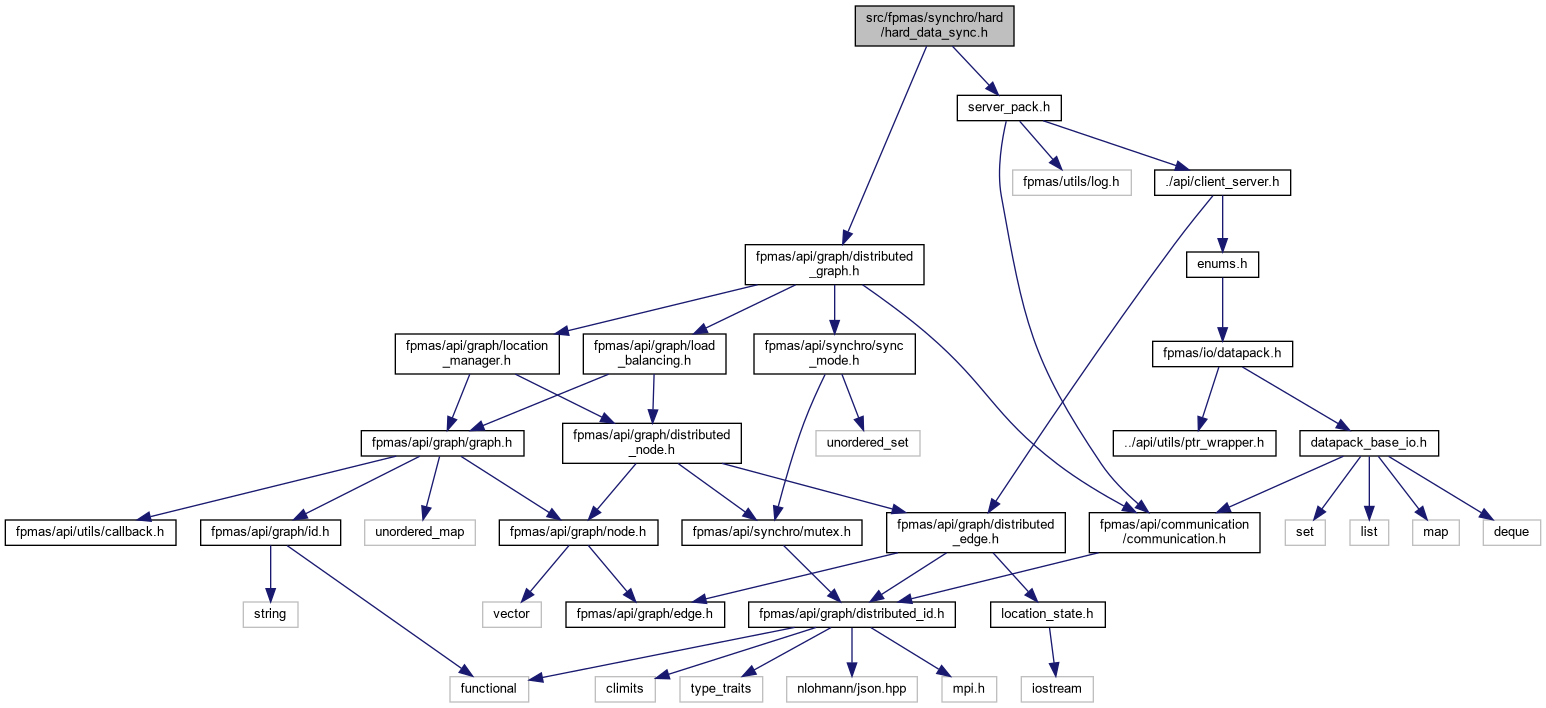 src/fpmas/synchro/hard
/hard_data_sync.h
server_pack.h
fpmas/utils/log.h
./api/client_server.h
fpmas/api/graph/distributed
_graph.h
enums.h
fpmas/api/graph/location
_manager.h
fpmas/api/graph/load
_balancing.h
fpmas/api/synchro/sync
_mode.h
fpmas/io/datapack.h
fpmas/api/graph/graph.h
fpmas/api/graph/distributed
_node.h
unordered_set
../api/utils/ptr_wrapper.h
datapack_base_io.h
fpmas/api/utils/callback.h
fpmas/api/graph/id.h
unordered_map
fpmas/api/graph/node.h
fpmas/api/synchro/mutex.h
fpmas/api/graph/distributed
_edge.h
fpmas/api/communication
/communication.h
set
list
map
deque
string
vector
fpmas/api/graph/edge.h
fpmas/api/graph/distributed_id.h
location_state.h
functional
climits
type_traits
nlohmann/json.hpp
mpi.h
iostream